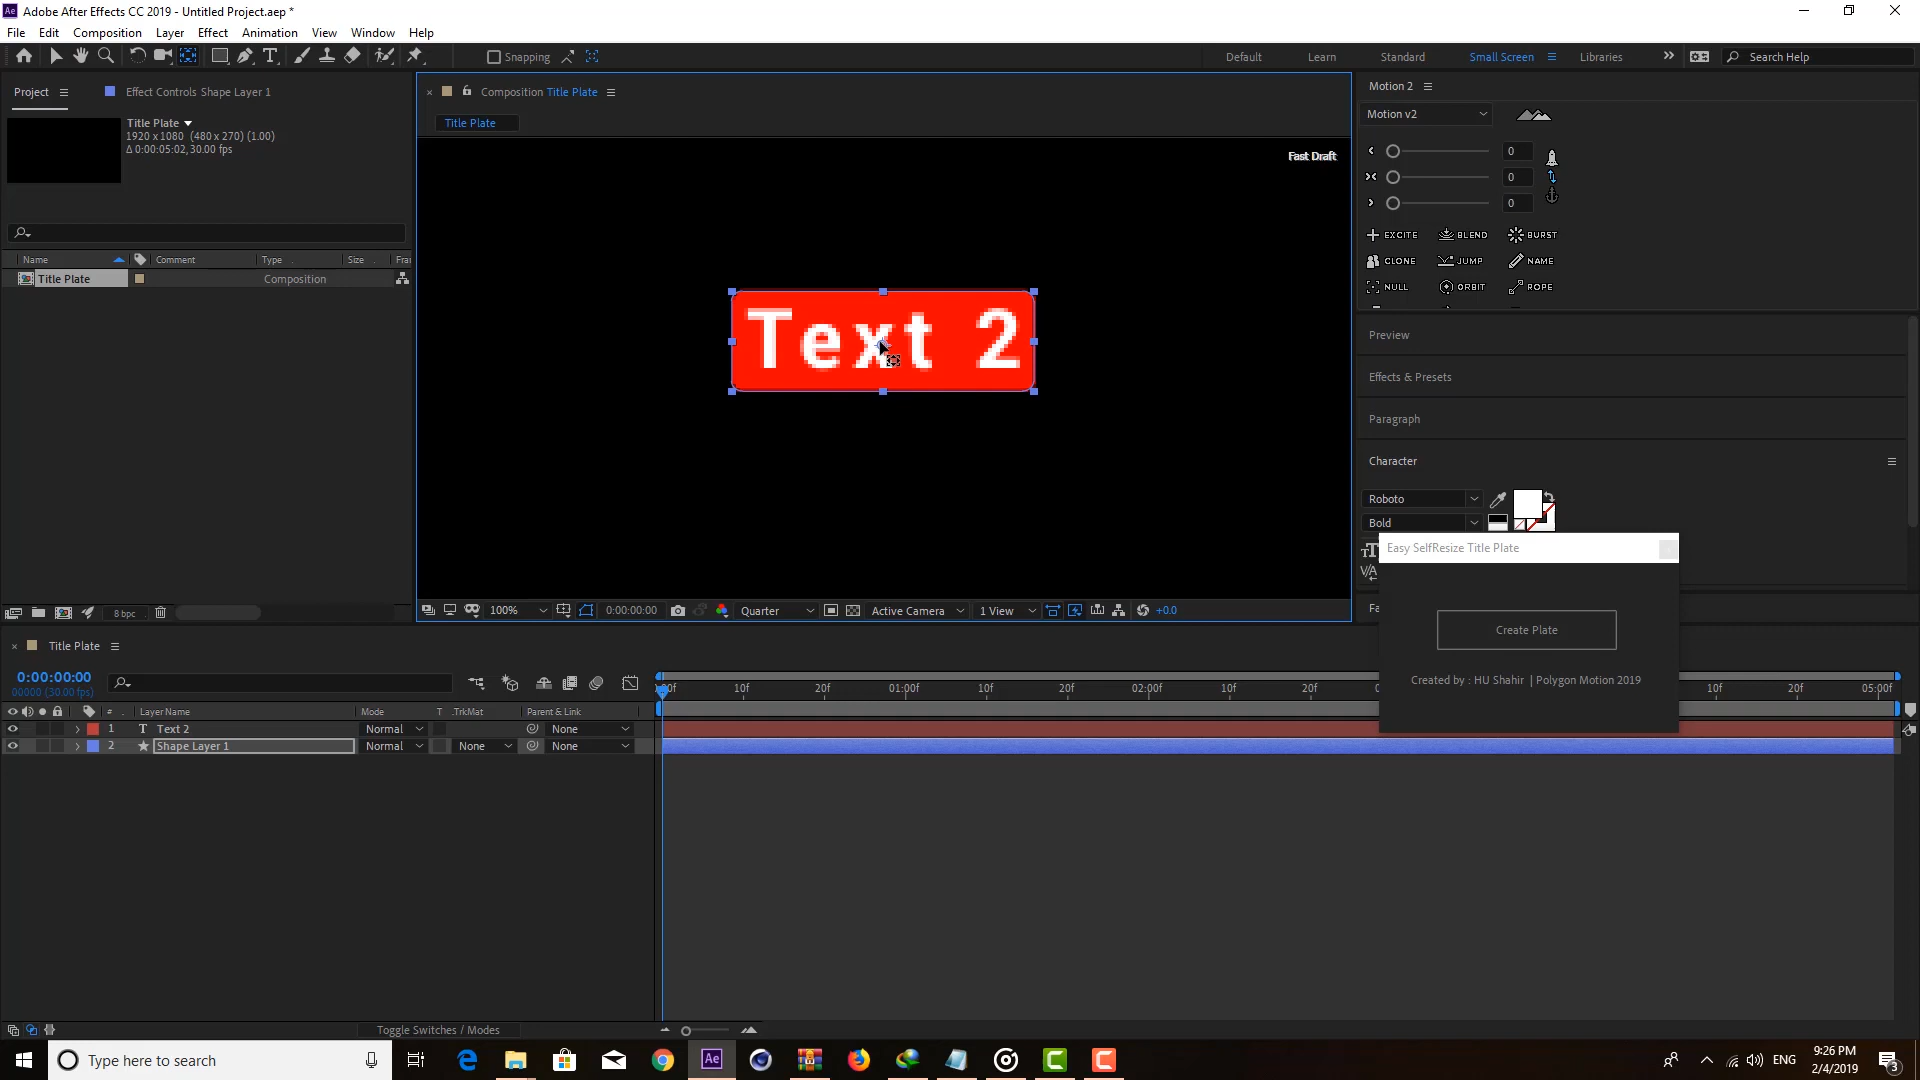 Adobe After Effects CC 2019 - Untitled Project.aep *
File Edit Composition Layer Effect Animation View Window Help
Snapping
Default Learn Standard Small Screen Libraries
Search Help
Project
Effect Controls Shape Layer 1
Title Plate
1920 x 1080 (480 x 270) (1.00)
Δ 0:00:05:02, 30.00 fps
Name Comment Type Size Fra
Title Plate Composition
8 bpc
Composition Title Plate
Title Plate
Fast Draft
Text 2
100%
0:00:00:00
Quarter
Active Camera
1 View
+0.0
Motion 2
Motion v2
0
0
0
EXCITE BLEND BURST
CLONE JUMP NAME
NULL ORBIT ROPE
Preview
Effects & Presets
Paragraph
Character
Roboto
Bold
Easy SelfResize Title Plate
Create Plate
Created by : HU Shahir | Polygon Motion 2019
Title Plate
0:00:00:00
00000 (30.00 fps)
10f 20f 01:00f 10f 20f 02:00f 10f 20f 10f 20f 05:00f
# Layer Name Mode T .TrkMat Parent & Link
1 T Text 2 Normal None
2 Shape Layer 1 Normal None None
Toggle Switches / Modes
Type here to search
ENG
9:26 PM
2/4/2019
3